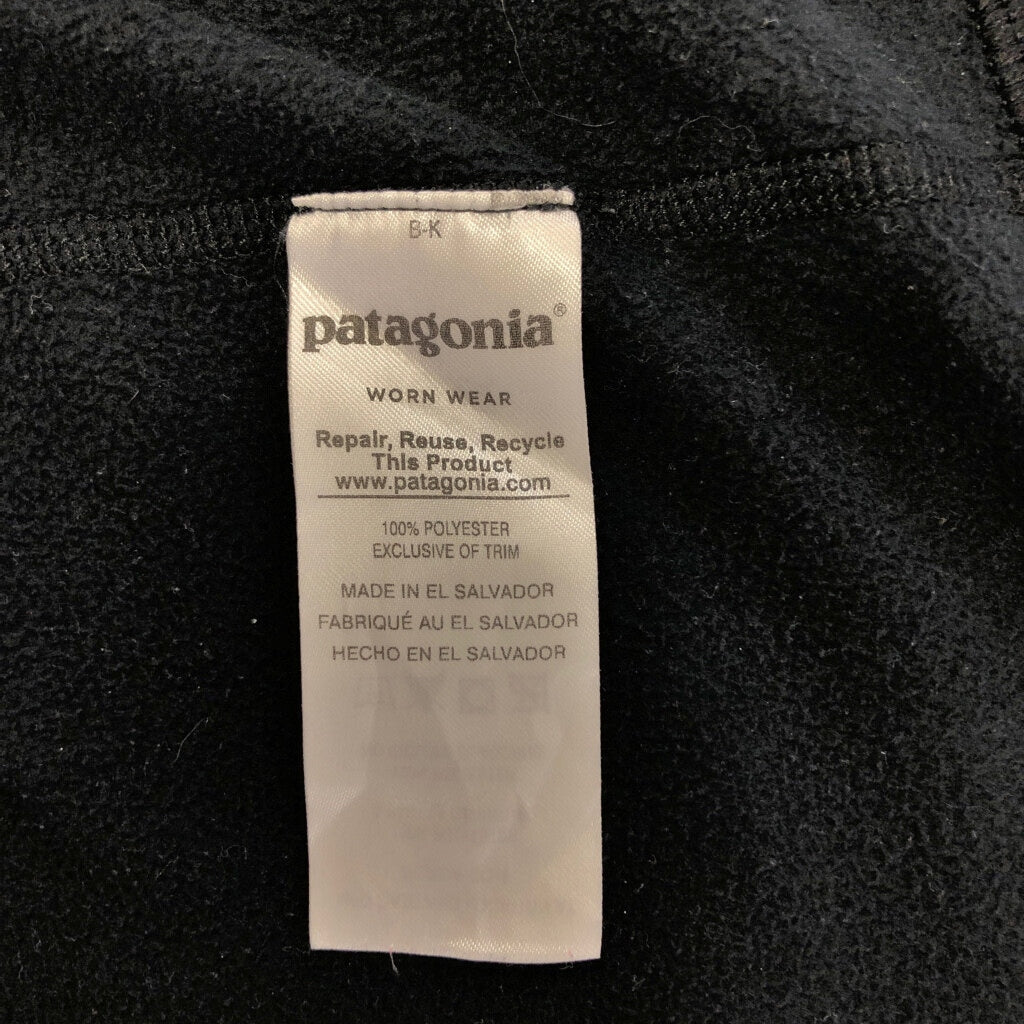 B-K
patagonia®
WORN WEAR
Repair, Reuse, Recycle
This Product
www.patagonia.com
100% POLYESTER
EXCLUSIVE OF TRIM
MADE IN EL SALVADOR
FABRIQUÉ AU EL SALVADOR
HECHO EN EL SALVADOR